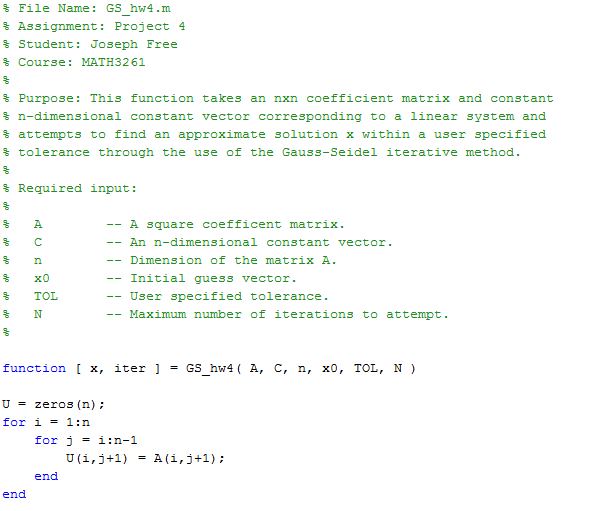 % File Name: GS_hw4.m
% Assignment: Project 4
% Student: Joseph Free
% Course: MATH3261
%
% Purpose: This function takes an nxn coefficient matrix and constant
% n-dimensional constant vector corresponding to a linear system and
% attempts to find an approximate solution x within a user specified
% tolerance through the use of the Gauss-Seidel iterative method.
%
% Required input:
%
%   A        -- A square coefficent matrix.
%   C        -- An n-dimensional constant vector.
%   n        -- Dimension of the matrix A.
%   x0       -- Initial guess vector.
%   TOL      -- User specified tolerance.
%   N        -- Maximum number of iterations to attempt.
%
function [ x, iter ] = GS_hw4( A, C, n, x0, TOL, N )
U = zeros(n);
for i = 1:n
    for j = i:n-1
        U(i,j+1) = A(i,j+1);
    end
end